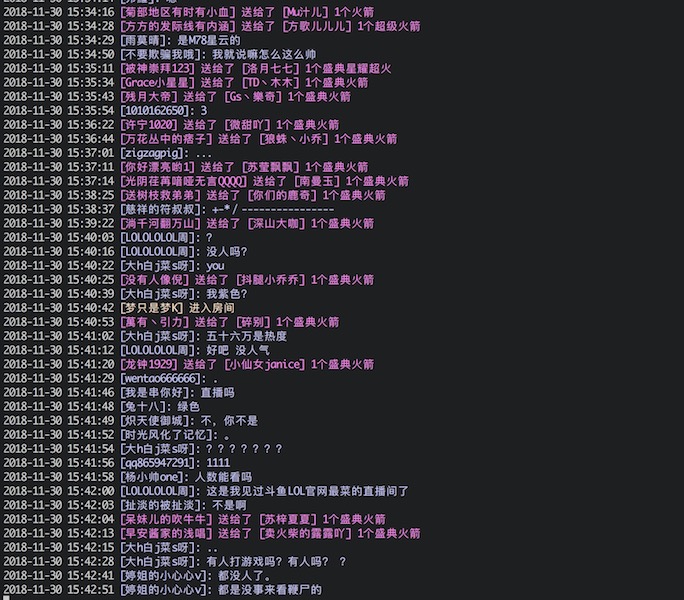 2018-11-30 15:34:16 [菊部地区有时有小血] 送给了 [Mu汁儿] 1个火箭
2018-11-30 15:34:28 [方方的发际线有内涵] 送给了 [方歌儿儿儿] 1个超级火箭
2018-11-30 15:34:29 [雨莫晴]: 是M78星云的
2018-11-30 15:34:50 [不要欺骗我哦]: 我就说嘛怎么这么帅
2018-11-30 15:35:11 [被神崇拜123] 送给了 [洛月七七] 1个盛典星耀超火
2018-11-30 15:35:34 [Grace小星星] 送给了 [TD丶木木] 1个盛典火箭
2018-11-30 15:35:43 [残月大帝] 送给了 [Gs丶樂奇] 1个盛典火箭
2018-11-30 15:35:54 [1010162650]: 3
2018-11-30 15:36:22 [许宁1020] 送给了 [微甜吖] 1个盛典火箭
2018-11-30 15:36:44 [万花丛中的痞子] 送给了 [狼蛛丶小乔] 1个盛典火箭
2018-11-30 15:37:01 [zigzagpig]: ...
2018-11-30 15:37:11 [你好漂亮哟1] 送给了 [苏莹飘飘] 1个盛典火箭
2018-11-30 15:37:14 [光阴荏苒暗哑无言QQQQ] 送给了 [南曼玉] 1个盛典火箭
2018-11-30 15:38:25 [送树枝救弟弟] 送给了 [你们的鹿奇] 1个盛典火箭
2018-11-30 15:38:37 [慈祥的符叔叔]: +-*/----------------
2018-11-30 15:39:22 [淌千河翻万山] 送给了 [深山大咖] 1个盛典火箭
2018-11-30 15:40:03 [LOLOLOLOL周]: ?
2018-11-30 15:40:16 [LOLOLOLOL周]: 没人吗?
2018-11-30 15:40:22 [大h白j菜s呀]: you
2018-11-30 15:40:25 [没有人像倪] 送给了 [抖腿小乔乔] 1个盛典火箭
2018-11-30 15:40:39 [大h白j菜s呀]: 我紫色?
2018-11-30 15:40:42 [梦只是梦K] 进入房间
2018-11-30 15:40:53 [萬有丶引力] 送给了 [碎别] 1个盛典火箭
2018-11-30 15:41:02 [大h白j菜s呀]: 五十六万是热度
2018-11-30 15:41:12 [LOLOLOLOL周]: 好吧 没人气
2018-11-30 15:41:20 [龙钟1929] 送给了 [小仙女janice] 1个盛典火箭
2018-11-30 15:41:29 [wentao666666]: .
2018-11-30 15:41:46 [我是串你好]: 直播吗
2018-11-30 15:41:48 [兔十八]: 绿色
2018-11-30 15:41:50 [炽天使御城]: 不，你不是
2018-11-30 15:41:52 [时光风化了记忆]: 。
2018-11-30 15:41:54 [大h白j菜s呀]: ？？？？？？？
2018-11-30 15:41:56 [qq865947291]: 1111
2018-11-30 15:41:58 [杨小帅one]: 人数能看吗
2018-11-30 15:42:00 [LOLOLOLOL周]: 这是我见过斗鱼LOL官网最菜的直播间了
2018-11-30 15:42:03 [扯淡的被扯淡]: 不是啊
2018-11-30 15:42:04 [呆妹儿的吹牛牛] 送给了 [苏梓夏夏] 1个盛典火箭
2018-11-30 15:42:13 [早安酱家的浅唱] 送给了 [卖火柴的露露吖] 1个盛典火箭
2018-11-30 15:42:15 [大h白j菜s呀]: ..
2018-11-30 15:42:28 [大h白j菜s呀]: 有人打游戏吗? 有人吗? ?
2018-11-30 15:42:41 [婷姐的小心心v]: 都没人了。
2018-11-30 15:42:51 [婷姐的小心心v]: 都是没事来看鞭尸的